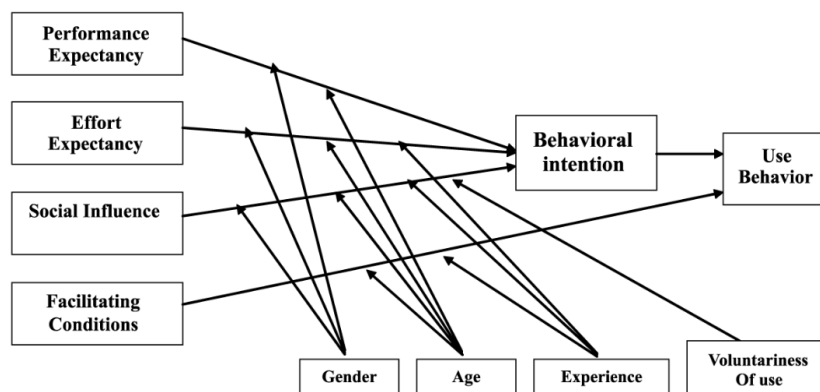 Performance
Expectancy
Effort
Expectancy
Social Influence
Facilitating
Conditions
Behavioral
intention
Use
Behavior
Gender
Age
Experience
Voluntariness
Of use